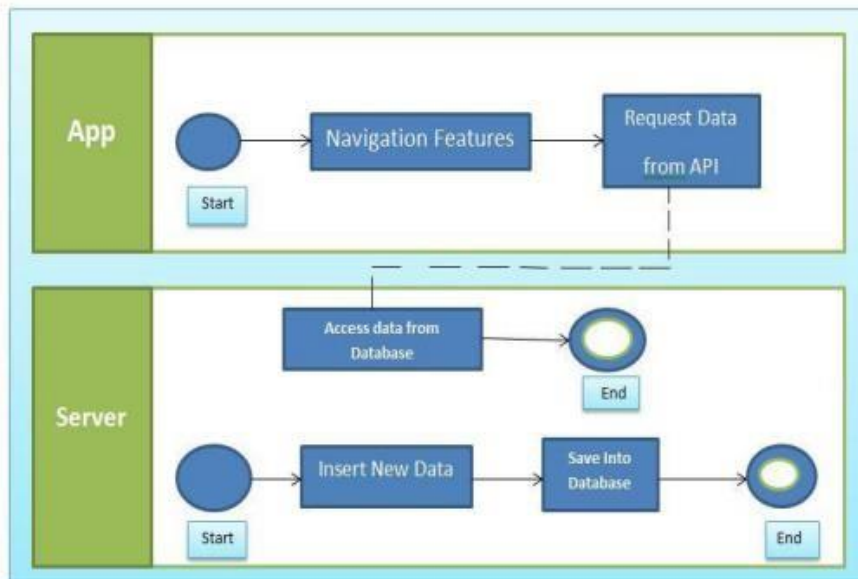 App
Start
Navigation Features
Request Data
from API
Server
Access data from
Database
End
Start
Insert New Data
Save Into
Database
End